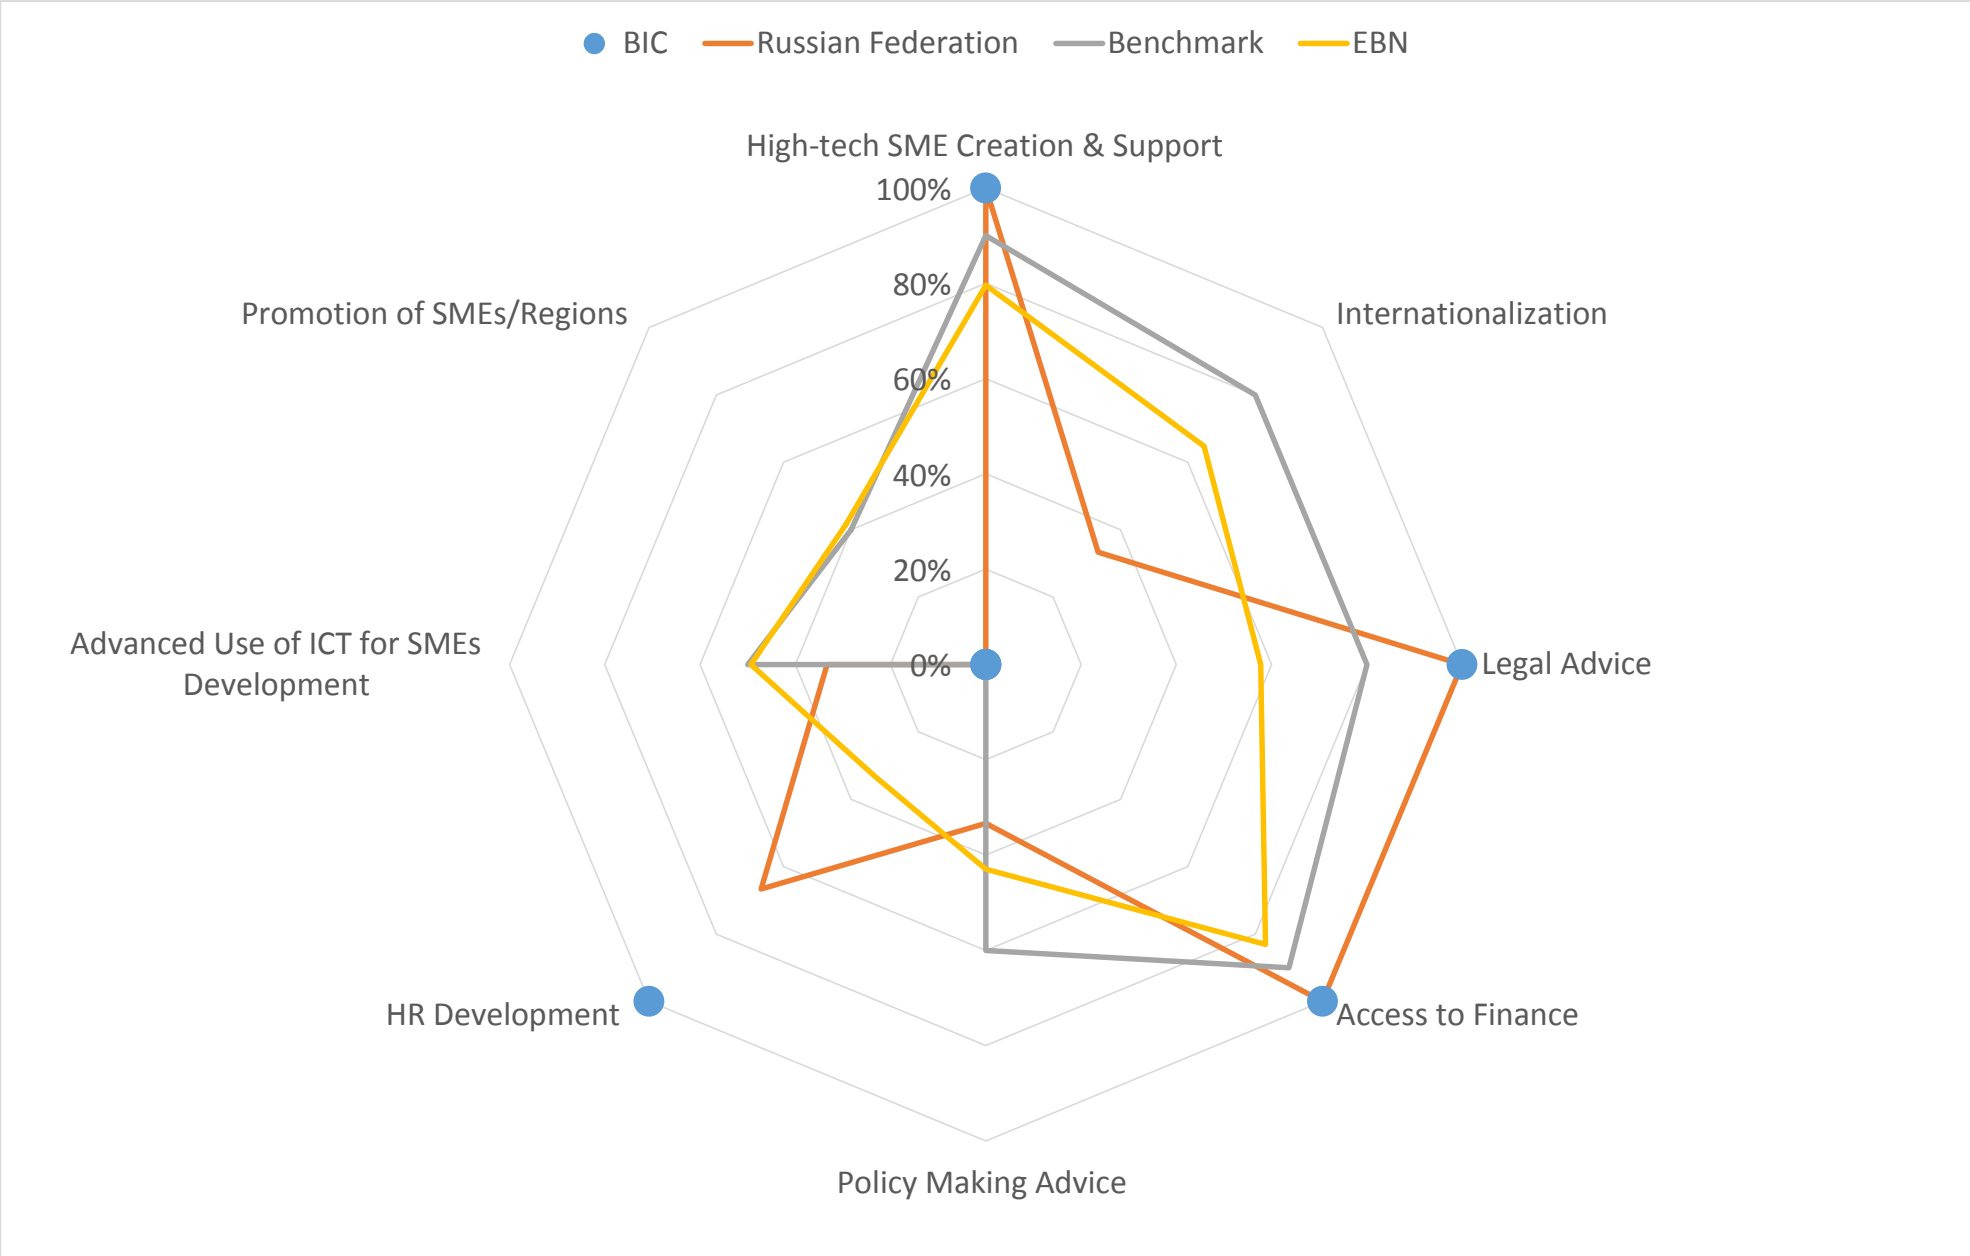 BIC Russian Federation Benchmark EBN
High-tech SME Creation & Support
100%
80%
60%
40%
20%
0%
Promotion of SMEs/Regions
Internationalization
Advanced Use of ICT for SMEs
Development
Legal Advice
HR Development
Access to Finance
Policy Making Advice